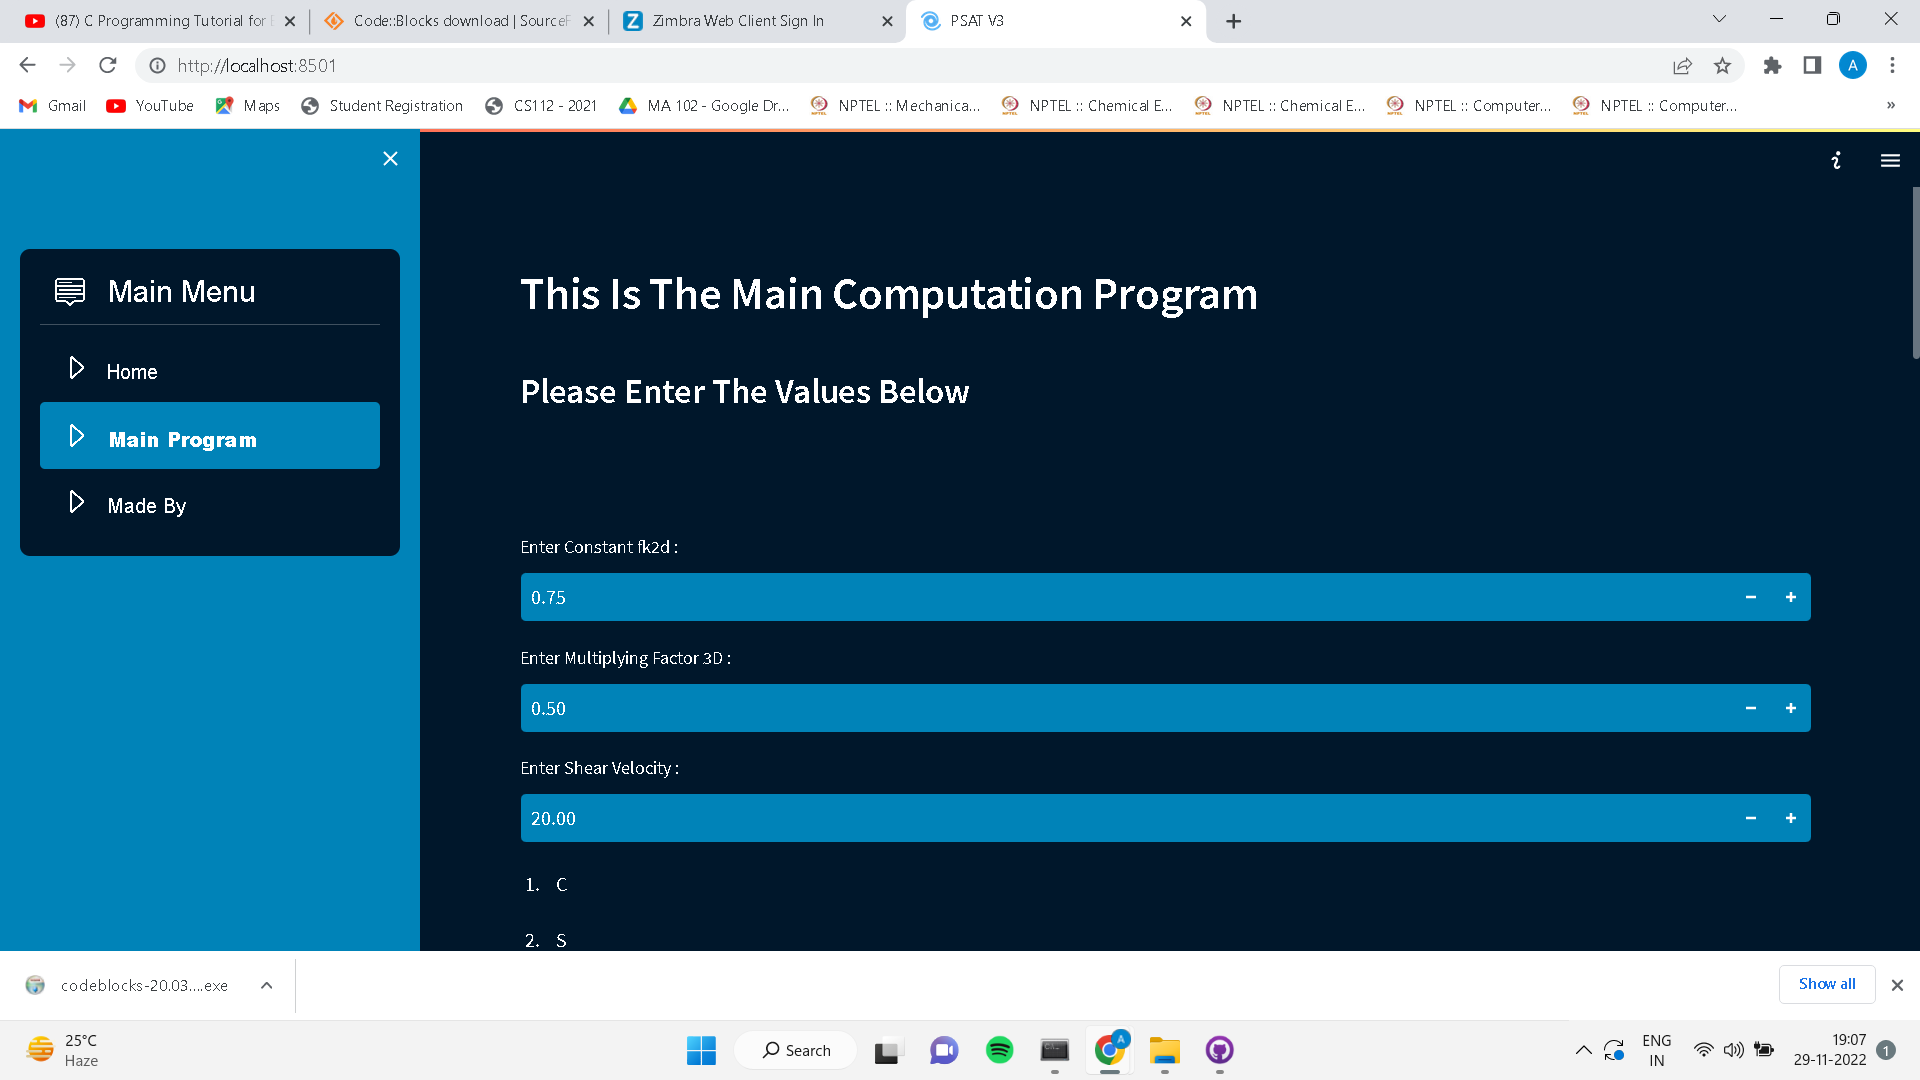 (87) C Programming Tutorial for
Code::Blocks download | Source
Zimbra Web Client Sign In
PSAT V3
http://localhost:8501
A
Gmail
YouTube
Maps
Student Registration
CS112 - 2021
MA 102 - Google Dr...
NPTEL :: Mechanica...
NPTEL :: Chemical E...
NPTEL :: Chemical E...
NPTEL :: Computer...
NPTEL :: Computer...
»
Main Menu
Home
Main Program
Made By
This Is The Main Computation Program
Please Enter The Values Below
Enter Constant fk2d :
0.75
Enter Multiplying Factor 3D :
0.50
Enter Shear Velocity :
20.00
1. C
2. S
codeblocks-20.03....exe
Show all
25°C
Haze
Search
A
ENG
IN
19:07
29-11-2022
1